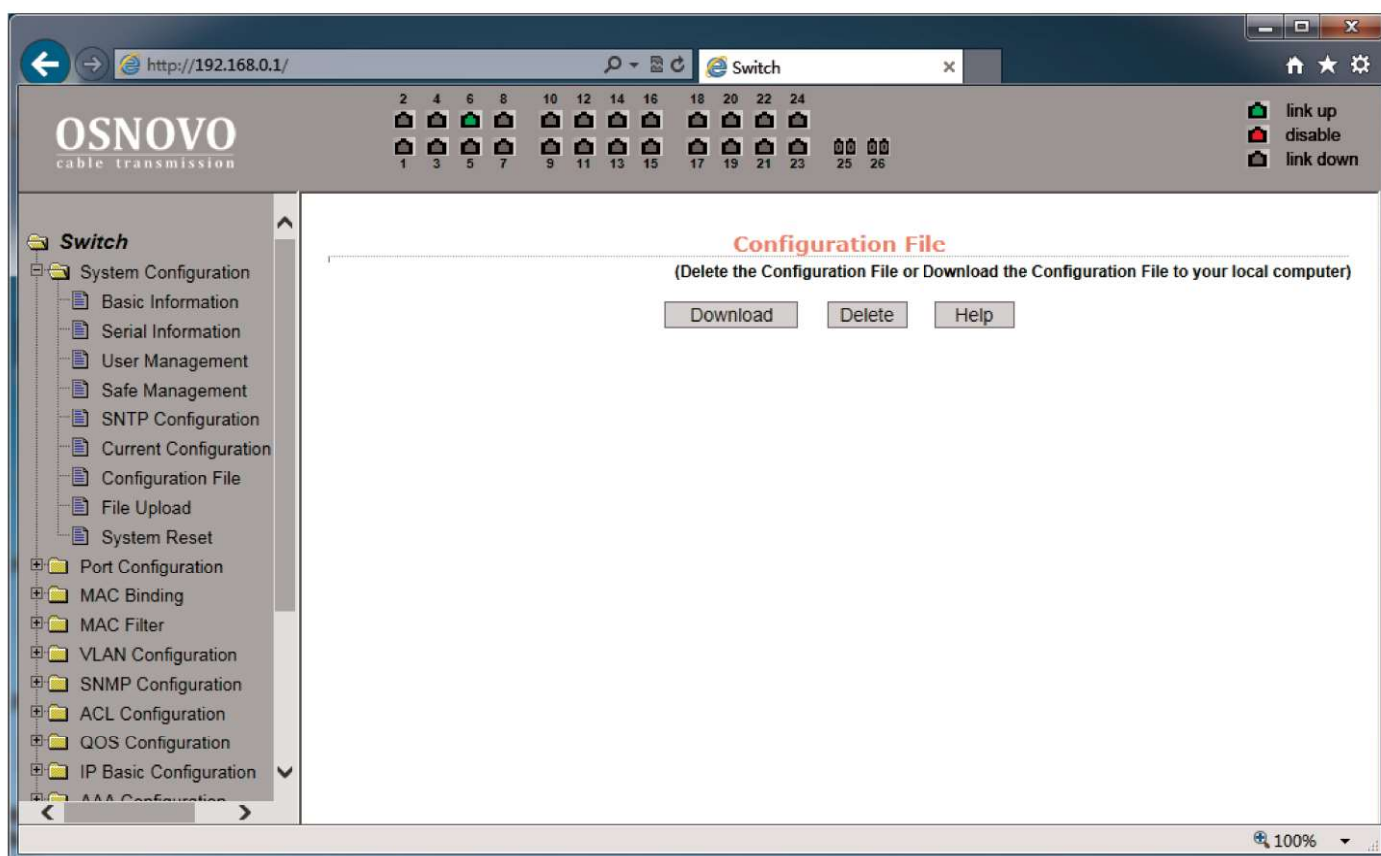 http://192.168.0.1/
Switch
OSNOVO
cable transmission
2 4 6 8 10 12 14 16 18 20 22 24
1 3 5 7 9 11 13 15 17 19 21 23 25 26
link up
disable
link down
Switch
System Configuration
Basic Information
Serial Information
User Management
Safe Management
SNTP Configuration
Current Configuration
Configuration File
File Upload
System Reset
Port Configuration
MAC Binding
MAC Filter
VLAN Configuration
SNMP Configuration
ACL Configuration
QOS Configuration
IP Basic Configuration
AAA Configuration
Configuration File
(Delete the Configuration File or Download the Configuration File to your local computer)
Download Delete Help
100%